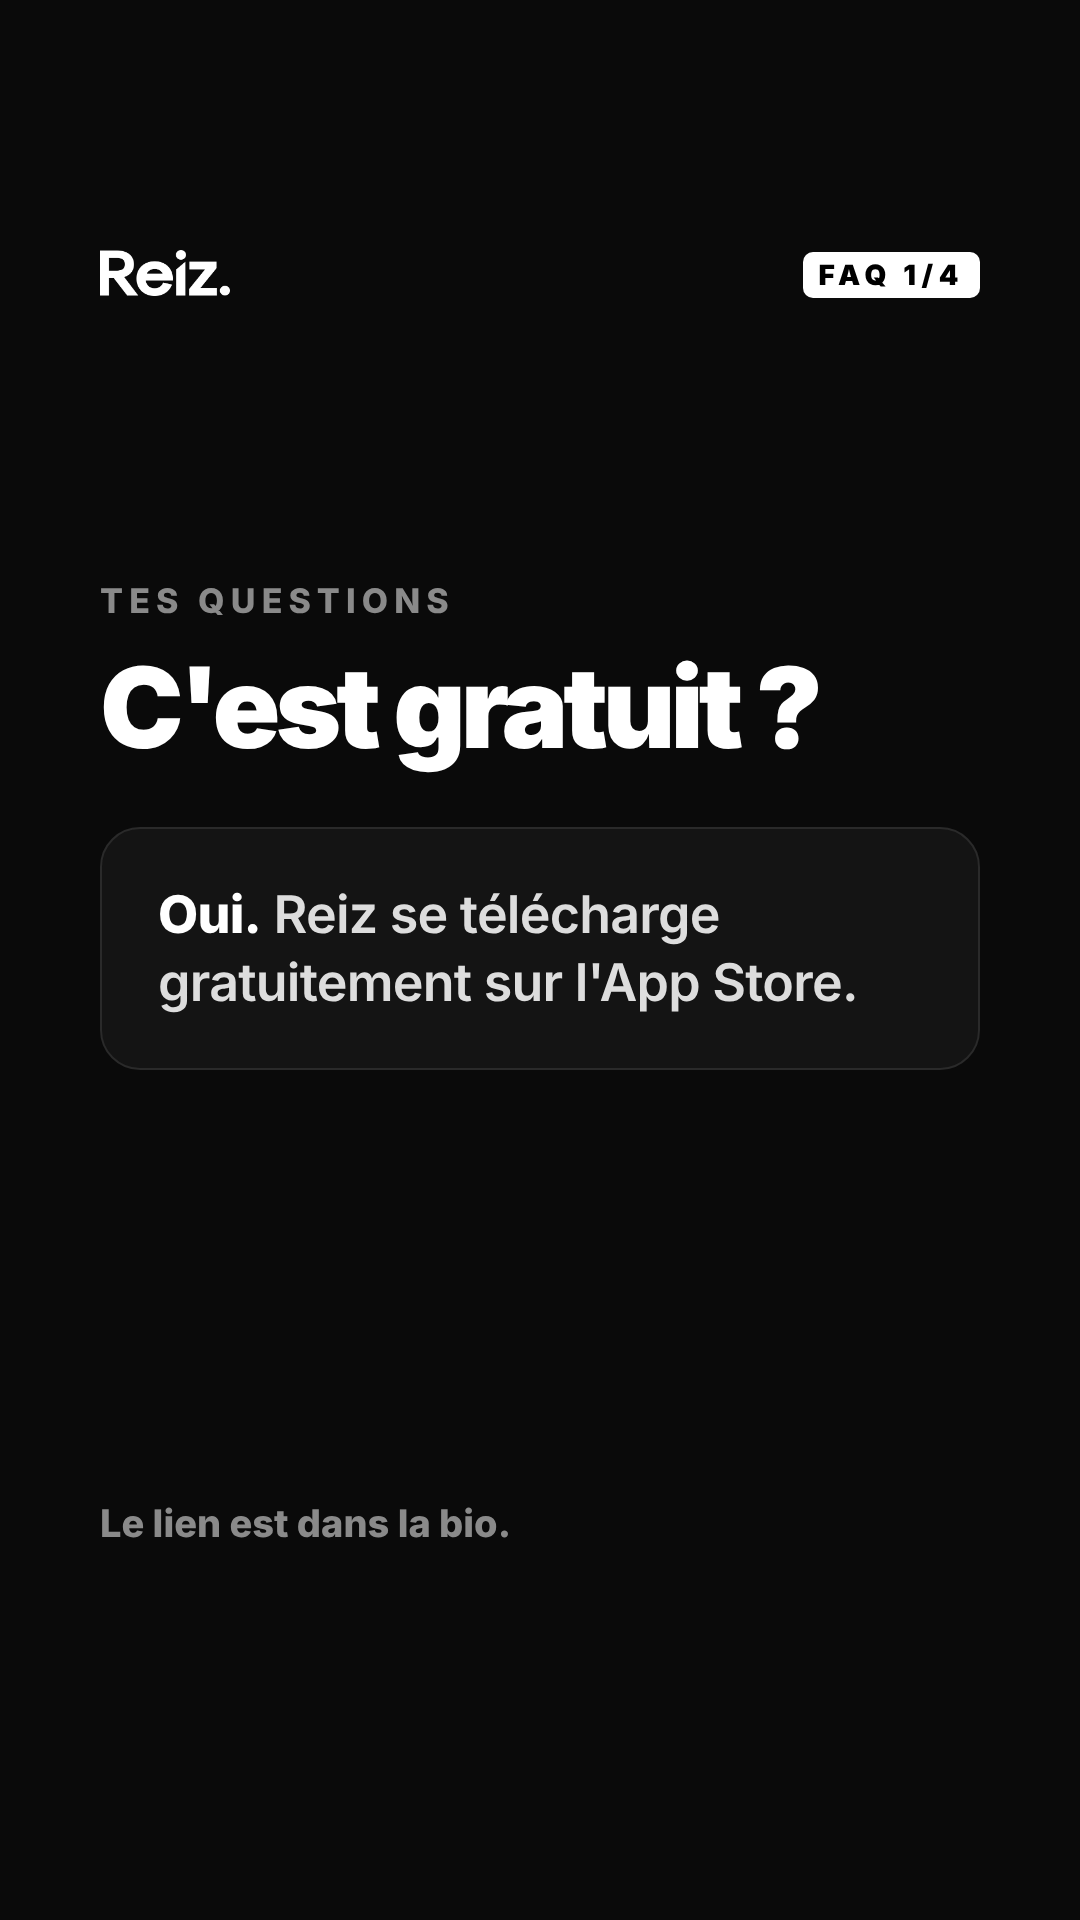 Reiz.
FAQ 1/4
TES QUESTIONS
C'est gratuit ?
Oui. Reiz se télécharge
gratuitement sur l'App Store.
Le lien est dans la bio.